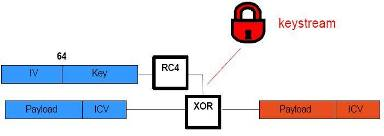 keystream
64
IV Key RC4
Payload ICV XOR Payload ICV